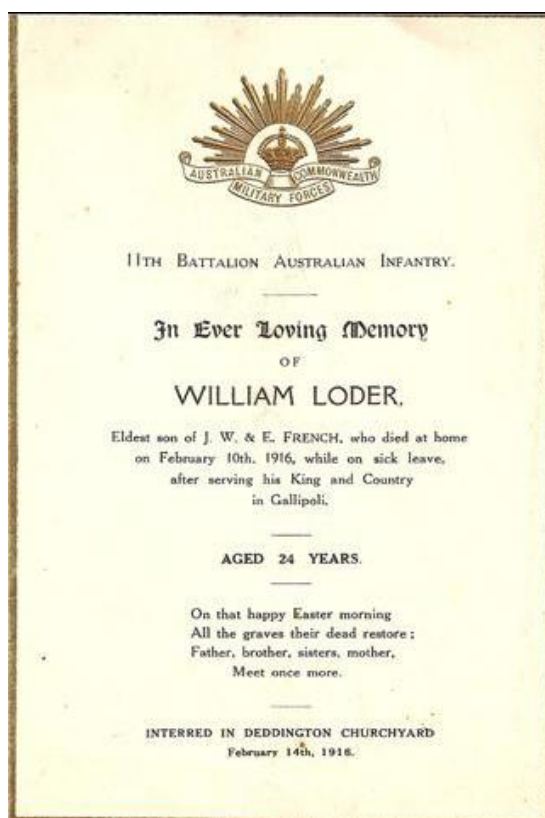 AUSTRALIAN COMMONWEALTH
MILITARY FORCES
11TH BATTALION AUSTRALIAN INFANTRY.
In Ever Loving Memory
OF
WILLIAM LODER,
Eldest son of J. W. & E. FRENCH, who died at home
on February 10th, 1916, while on sick leave,
after serving his King and Country
in Gallipoli,
AGED 24 YEARS.
On that happy Easter morning
All the graves their dead restore;
Father, brother, sisters, mother,
Meet once more.
INTERRED IN DEDDINGTON CHURCHYARD
February 14th, 1916.